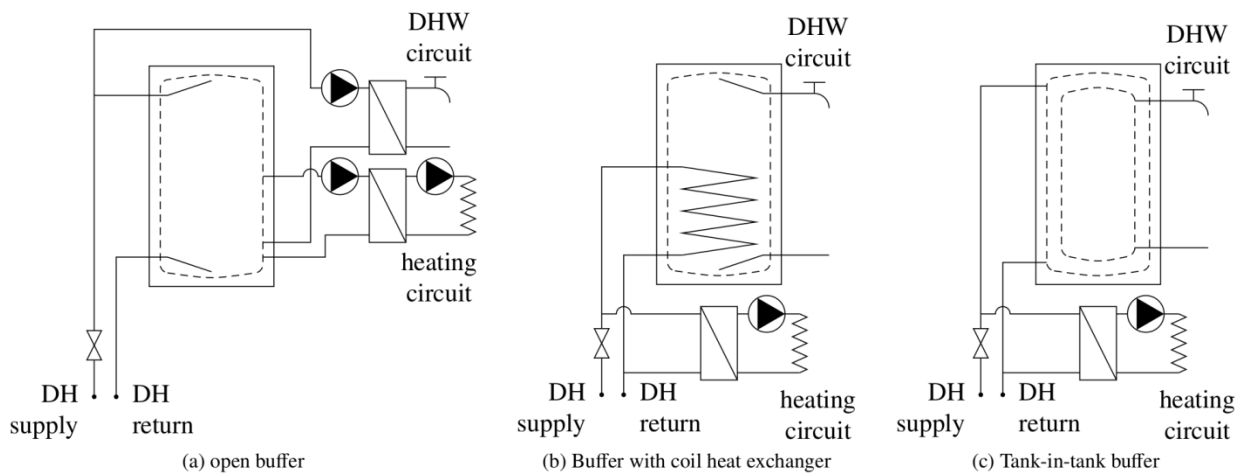 DHW
circuit
heating
circuit
DH
supply
DH
return
(a) open buffer
DHW
circuit
DH
supply
DH
return
heating
circuit
(b) Buffer with coil heat exchanger
DHW
circuit
DH
supply
DH
return
heating
circuit
(c) Tank-in-tank buffer